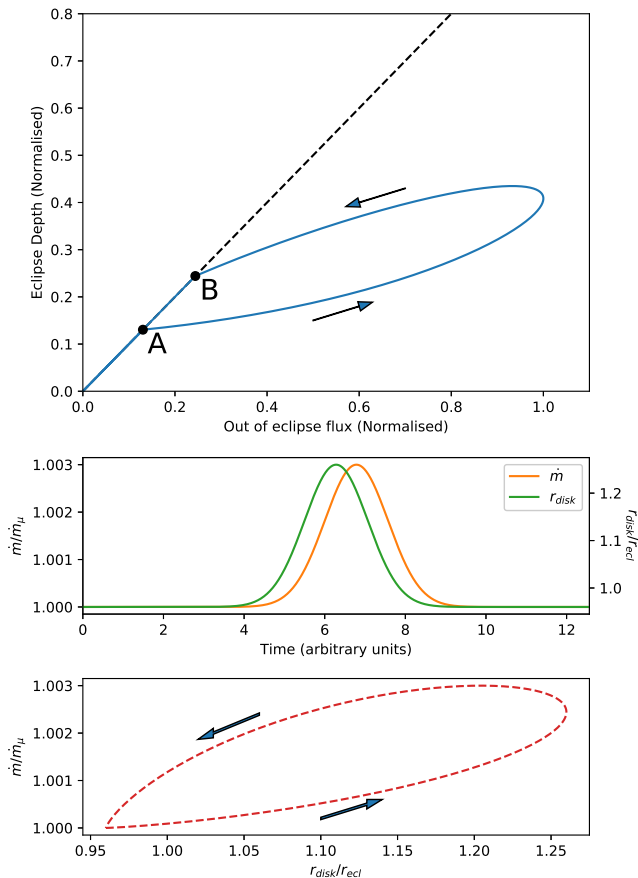 0.8
0.7
0.6
0.5
0.4
0.3
0.2
0.1
0.0
Eclipse Depth (Normalised)
B
A
0.0 0.2 0.4 0.6 0.8 1.0
Out of eclipse flux (Normalised)
1.003
1.002
1.001
1.000
ṁ/ṁ_μ
ṁ
r_disk
1.2
1.1
1.0
r_disk/r_ecl
0 2 4 6 8 10 12
Time (arbitrary units)
1.003
1.002
1.001
1.000
ṁ/ṁ_μ
0.95 1.00 1.05 1.10 1.15 1.20 1.25
r_disk/r_ecl